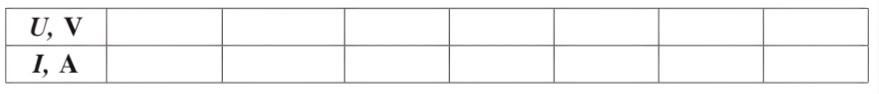 U, V
I, A